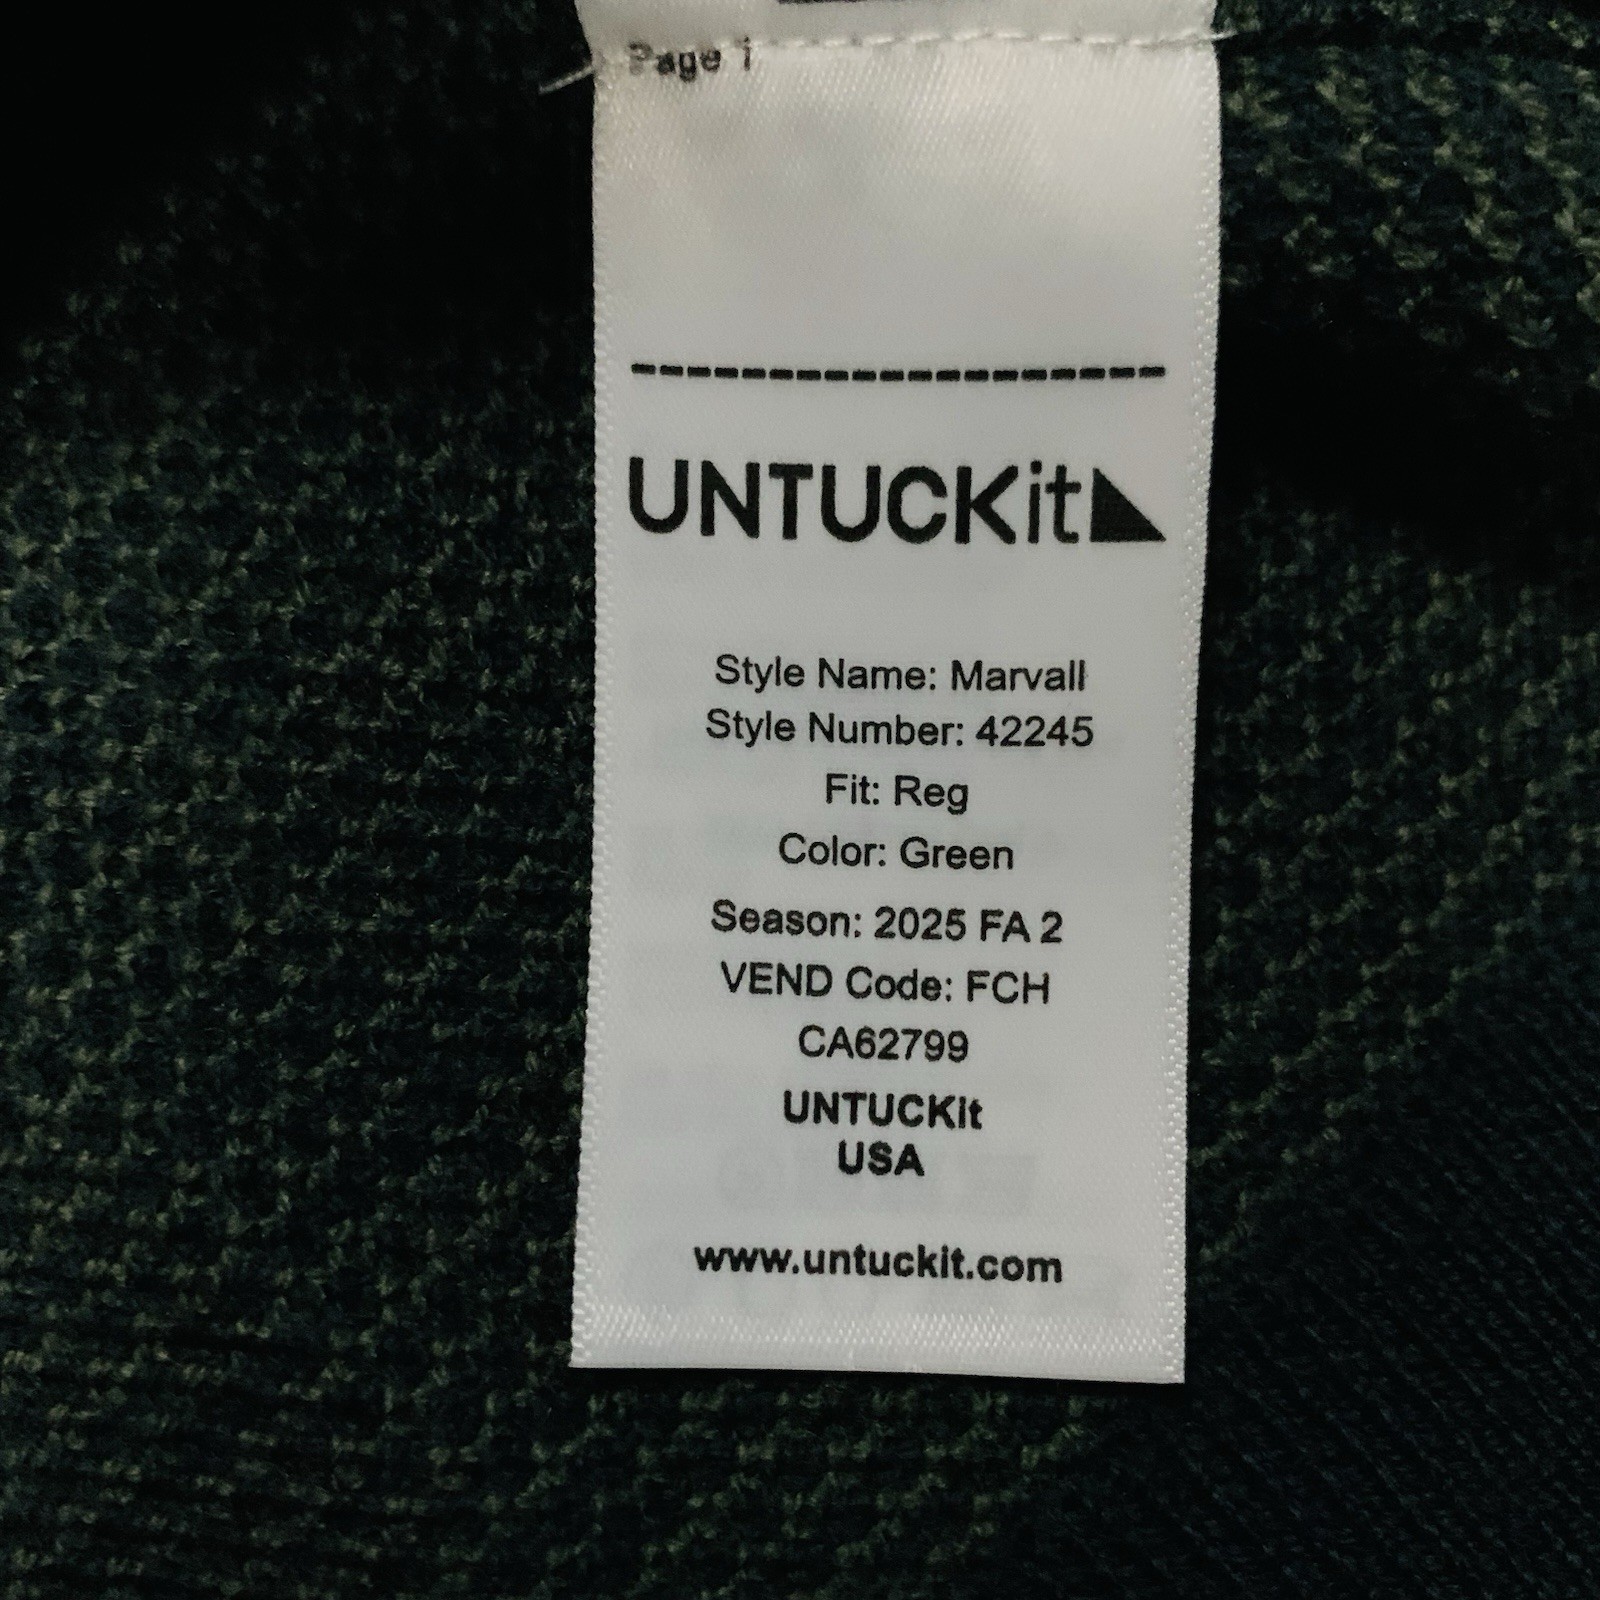 Page 1
UNTUCKit
Style Name: Marvall
Style Number: 42245
Fit: Reg
Color: Green
Season: 2025 FA 2
VEND Code: FCH
CA62799
UNTUCKit
USA
www.untuckit.com